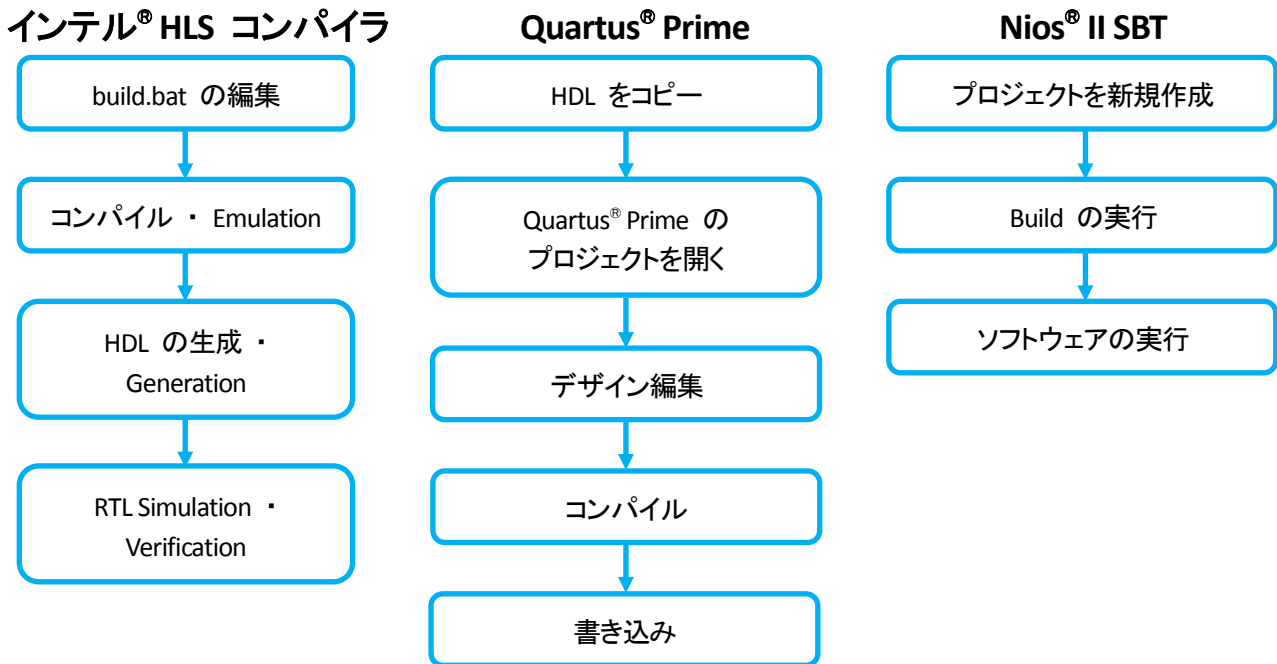 インテル® HLS コンパイラ
build.bat の編集
コンパイル ・ Emulation
HDL の生成 ・
Generation
RTL Simulation ・
Verification
Quartus® Prime
HDL をコピー
Quartus® Prime の
プロジェクトを開く
デザイン編集
コンパイル
書き込み
Nios® II SBT
プロジェクトを新規作成
Build の実行
ソフトウェアの実行